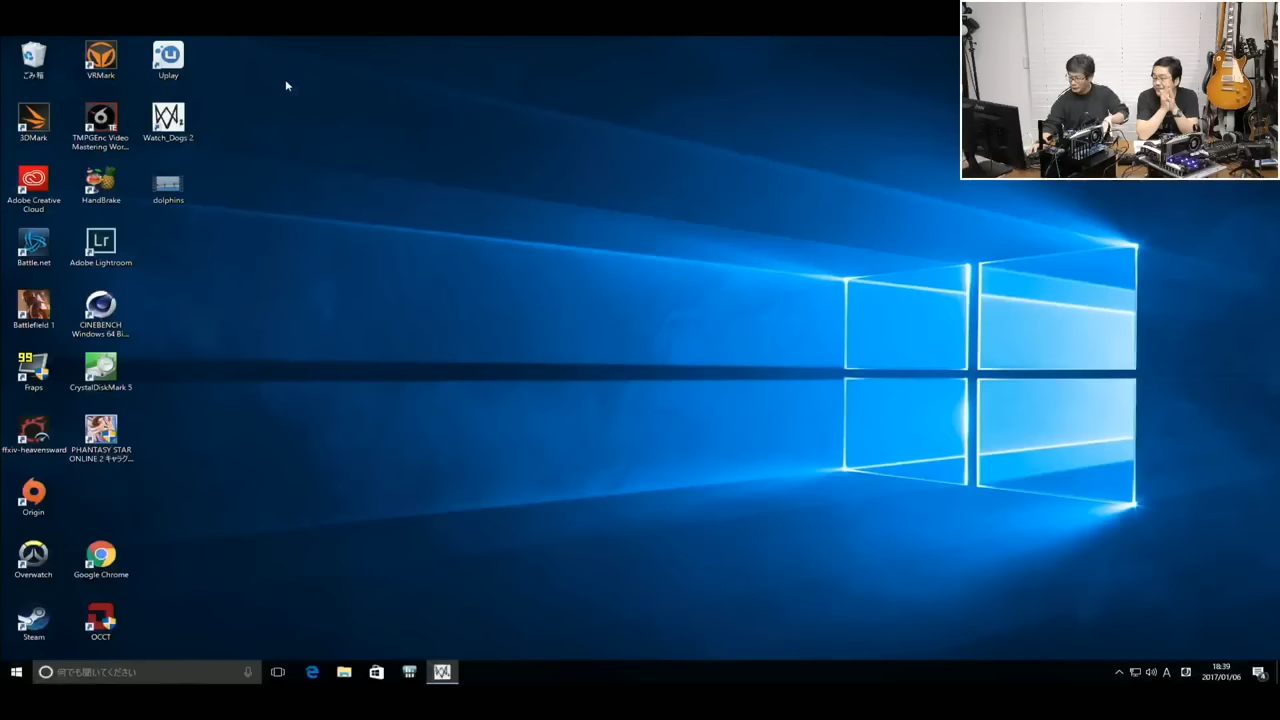 ごみ箱
VRMark
Uplay
3DMark
TMPGEnc Video
Mastering Wor...
Watch_Dogs 2
Adobe Creative
Cloud
HandBrake
dolphins
Battle.net
Lr
Adobe Lightroom
Battlefield 1
CINEBENCH
Windows 64 Bi...
99
Fraps
CrystalDiskMark 5
ffxiv-heavensward
PHANTASY STAR
ONLINE 2 キャラク...
Origin
Overwatch
Google Chrome
Steam
OCCT
何でも聞いてください
A
18:39
2017/01/06